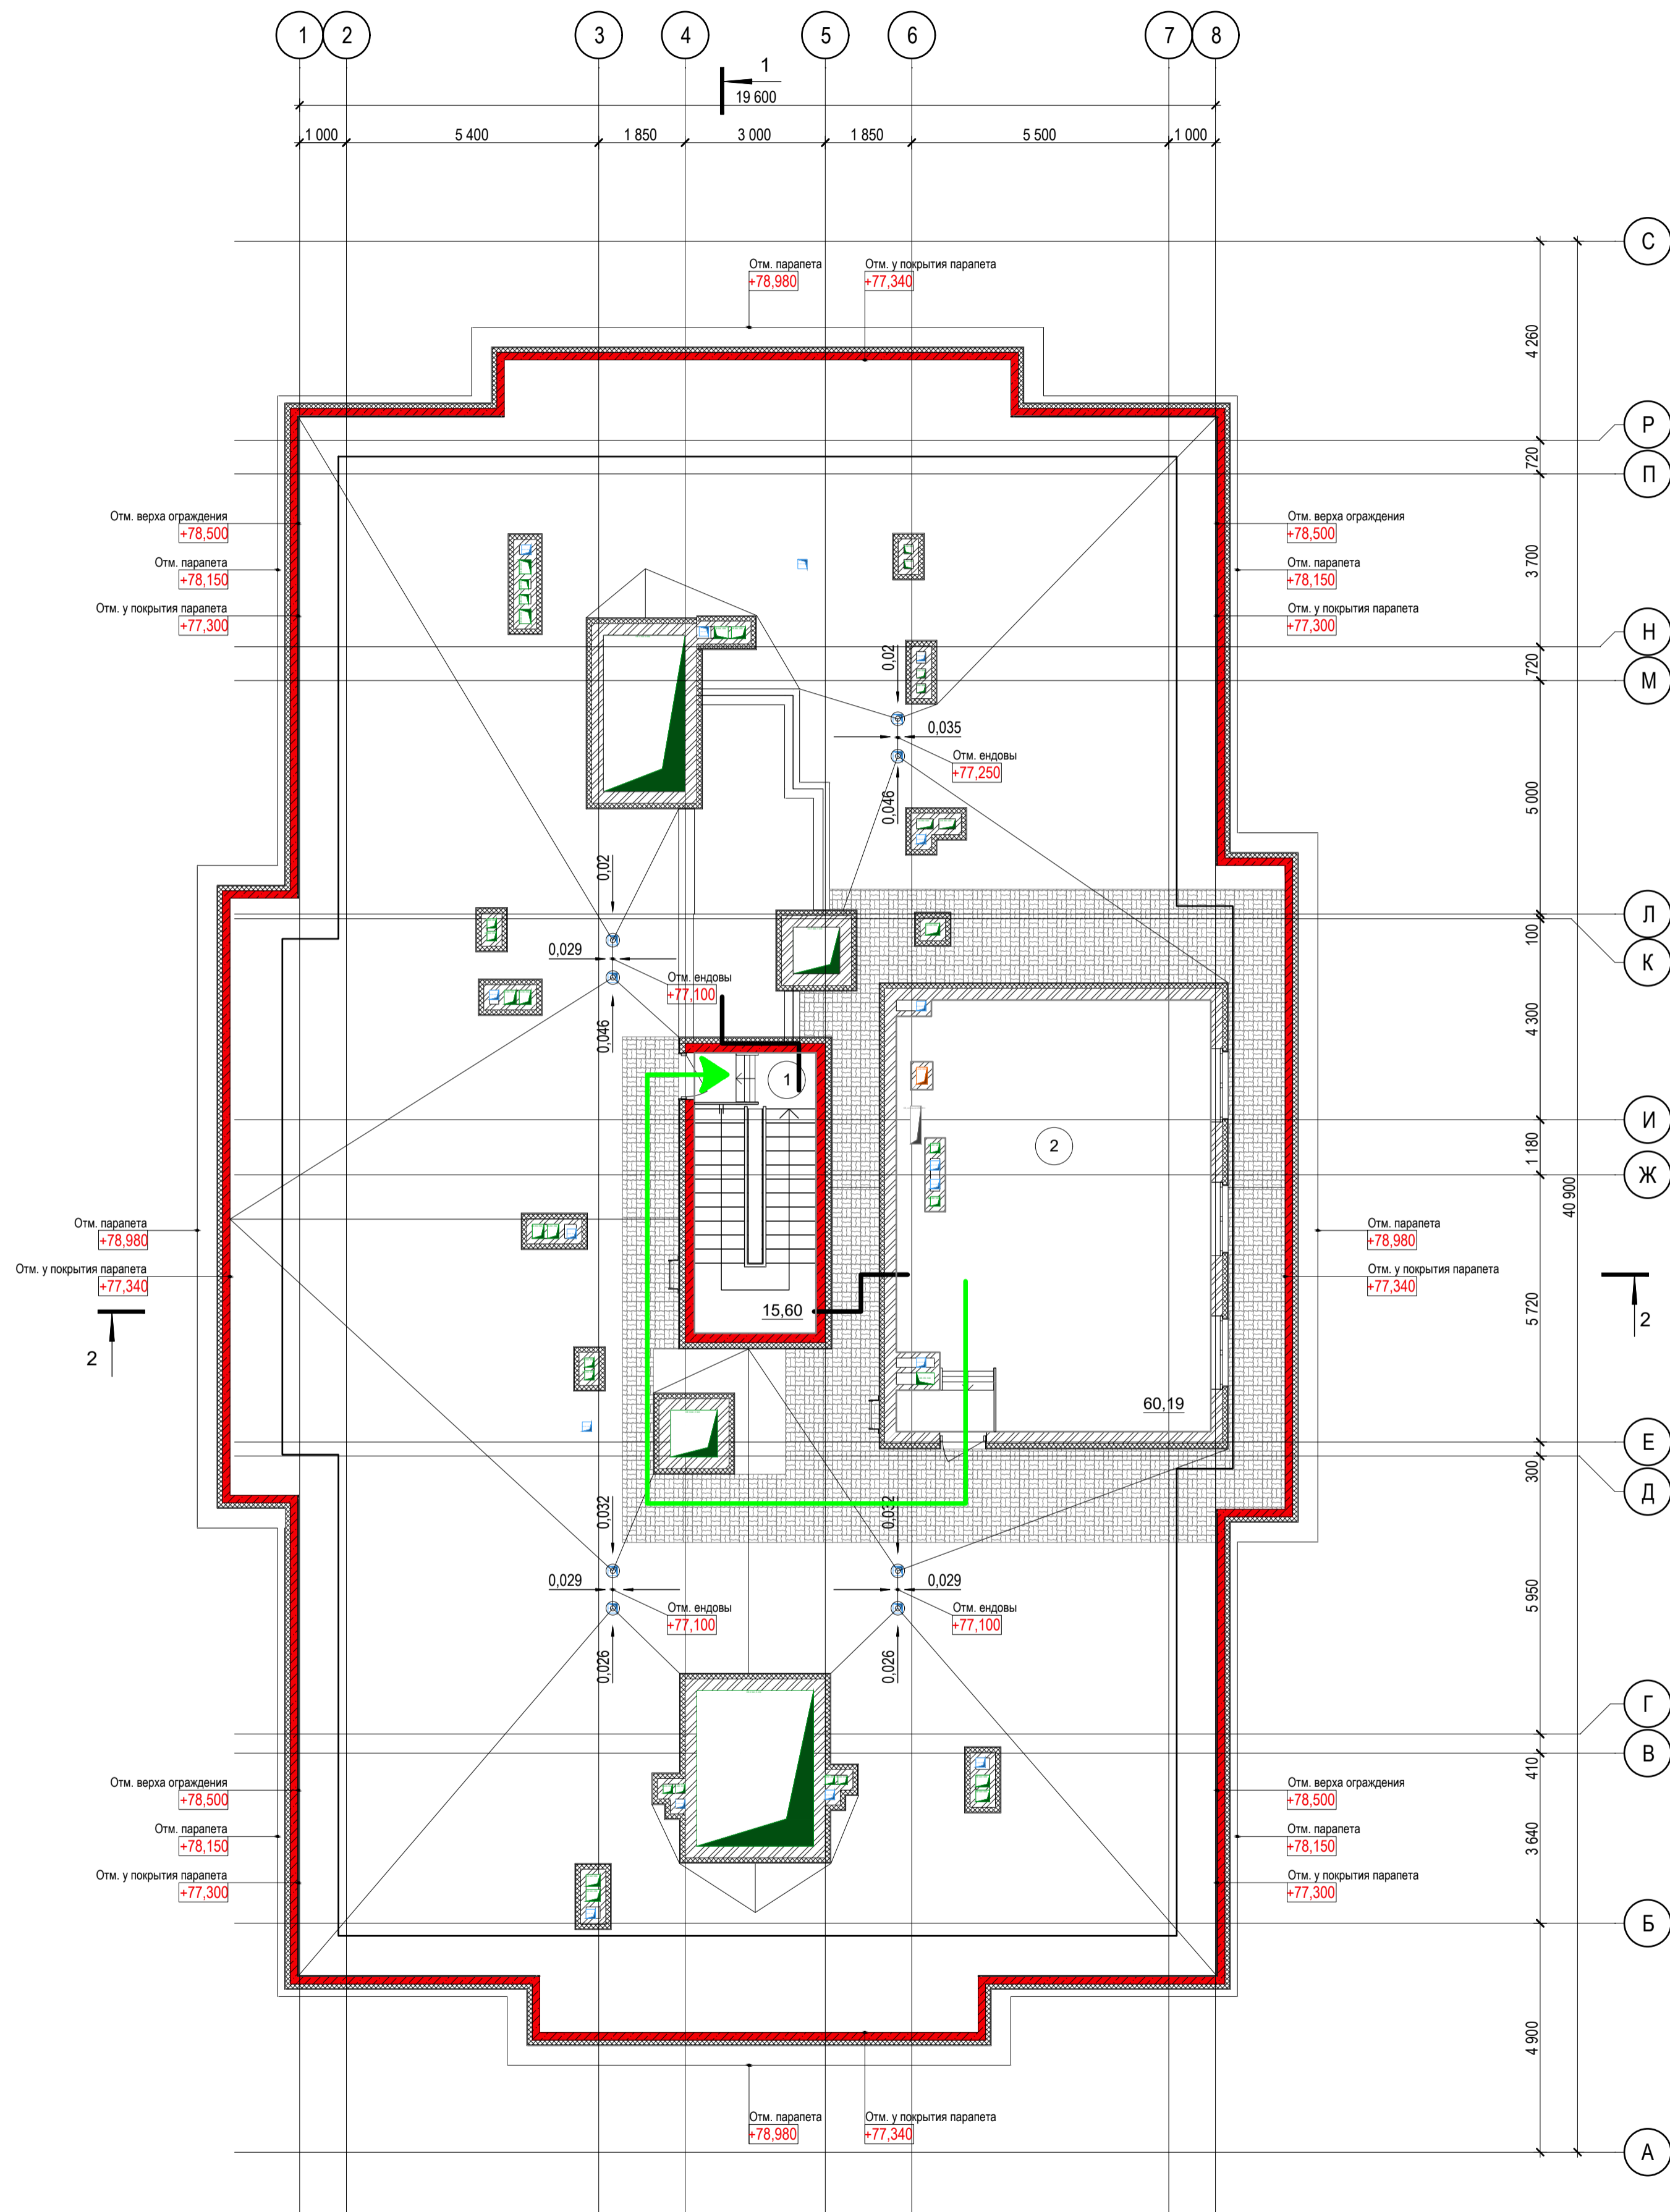 1 2 3 4 5 6 7 8
1
19 600
1 000 5 400 1 850 3 000 1 850 5 500 1 000
С
Отм. парапета Отм. у покрытия парапета
+78,980 +77,340
4 260
Р
720
П
Отм. верха ограждения Отм. верха ограждения
+78,500 +78,500
Отм. парапета Отм. парапета
+78,150 +78,150
3 700
Отм. у покрытия парапета Отм. у покрытия парапета
+77,300 +77,300
Н
0,02
720
М
0,035
Отм. ендовы
+77,250
0,046
5 000
0,02
Л
100
0,029
К
Отм. ендовы
+77,100
0,046
4 300
1
И
2
1 180
Ж
40 900
Отм. парапета Отм. парапета
+78,980 +78,980
Отм. у покрытия парапета Отм. у покрытия парапета
+77,340 +77,340
15,60
5 720
2 2
60,19
Е
300
Д
0,032 0,032
0,029 0,029
Отм. ендовы Отм. ендовы
+77,100 +77,100
5 950
0,026 0,026
Г
В
410
Отм. верха ограждения Отм. верха ограждения
+78,500 +78,500
Отм. парапета Отм. парапета
+78,150 +78,150
3 640
Отм. у покрытия парапета Отм. у покрытия парапета
+77,300 +77,300
Б
4 900
Отм. парапета Отм. у покрытия парапета
+78,980 +77,340
А